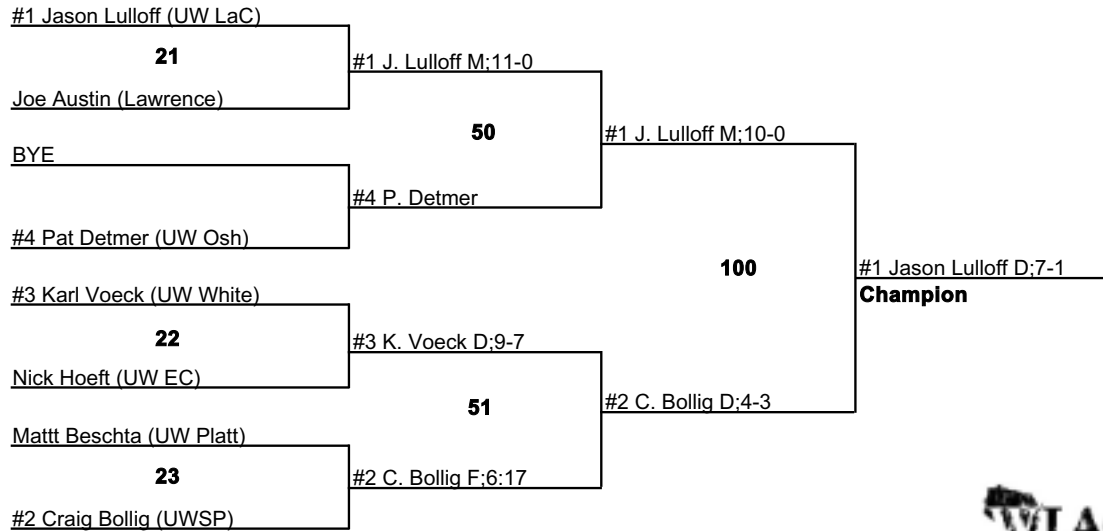 #1 Jason Lulloff (UW LaC)
21
Joe Austin (Lawrence)
#1 J. Lulloff M;11-0
BYE
#4 Pat Detmer (UW Osh)
#4 P. Detmer
50
#1 J. Lulloff M;10-0
#3 Karl Voeck (UW White)
22
Nick Hoeft (UW EC)
#3 K. Voeck D;9-7
Mattt Beschta (UW Platt)
23
#2 Craig Bollig (UWSP)
#2 C. Bollig F;6:17
51
#2 C. Bollig D;4-3
100
#1 Jason Lulloff D;7-1
Champion
WIA